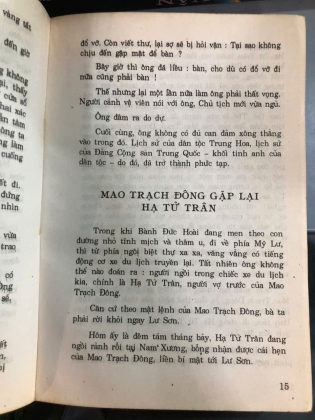 đổ vỡ. Còn viết thư, lại sợ sẽ bị hỏi vặn : Tại sao không
chịu đến gặp mặt để bàn ?
Bây giờ thì ông đã liều : bàn, cho dù có đổ vỡ đi
nữa cũng phải bàn !
Thế nhưng lại một lần nữa làm ông phải thất vọng.
Người cảnh vệ viên nói với ông, Chủ tịch mới vừa ngủ.
Ông đâm ra do dự.
Cuối cùng, ông không có đủ can đảm xông thẳng
vào trong đó. Lịch sử của dân tộc Trung Hoa, lịch sử
của Đảng Cộng sản Trung Quốc - khối tinh anh của
dân tộc - do đó, đã trở thành phức tạp.
MAO TRẠCH ĐÔNG GẶP LẠI
HẠ TỬ TRÂN
Trong khi Bành Đức Hoài đang men theo con
đường nhỏ tĩnh mịch và thâm u, đi về phía Mỹ Lư,
thì từ phía ngôi biệt thự xa xa, văng vẳng có tiếng
động cơ xe du lịch truyền lại. Tất nhiên ông không
thể nào đoán ra : người ngồi trong chiếc xe du lịch
kia, chính là Hạ Tử Trân, người vợ trước của Mao
Trạch Đông.
Căn cứ theo mật lệnh của Mao Trạch Đông, bà ta
phải rời khỏi ngay Lư Sơn.
Hôm ấy là đêm tám tháng bảy, Hạ Tử Trân đang
ngồi rảnh rỗi tại Nam Xương, bỗng nhận được cái hẹn
của Mao Trạch Đông, liền bí mật tới Lư Sơn.
15